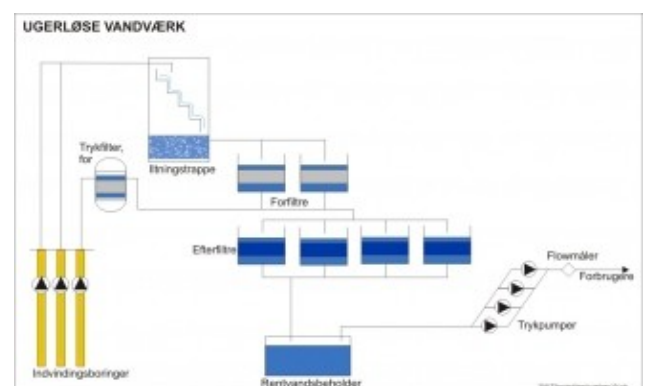 UGERLØSE VANDVÆRK
Trykfilter,
for
Iltningstrappe
Forfiltre
Efterfiltre
Flowmåler
Forbrugere
Trykpumper
Indvindingsboringer
Rentvandsbeholder